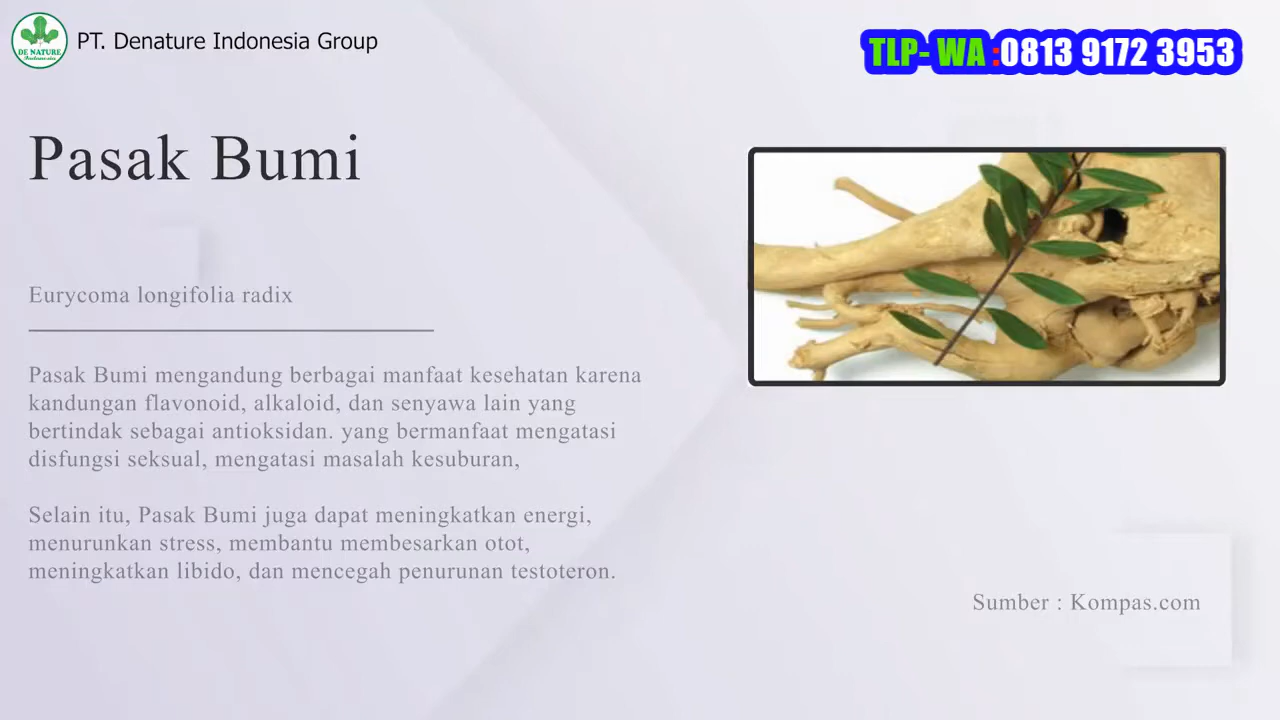 DE NATURE
Indonesia
PT. Denature Indonesia Group
TLP- WA :0813 9172 3953
Pasak Bumi
Eurycoma longifolia radix
Pasak Bumi mengandung berbagai manfaat kesehatan karena
kandungan flavonoid, alkaloid, dan senyawa lain yang
bertindak sebagai antioksidan. yang bermanfaat mengatasi
disfungsi seksual, mengatasi masalah kesuburan,
Selain itu, Pasak Bumi juga dapat meningkatkan energi,
menurunkan stress, membantu membesarkan otot,
meningkatkan libido, dan mencegah penurunan testoteron.
Sumber : Kompas.com